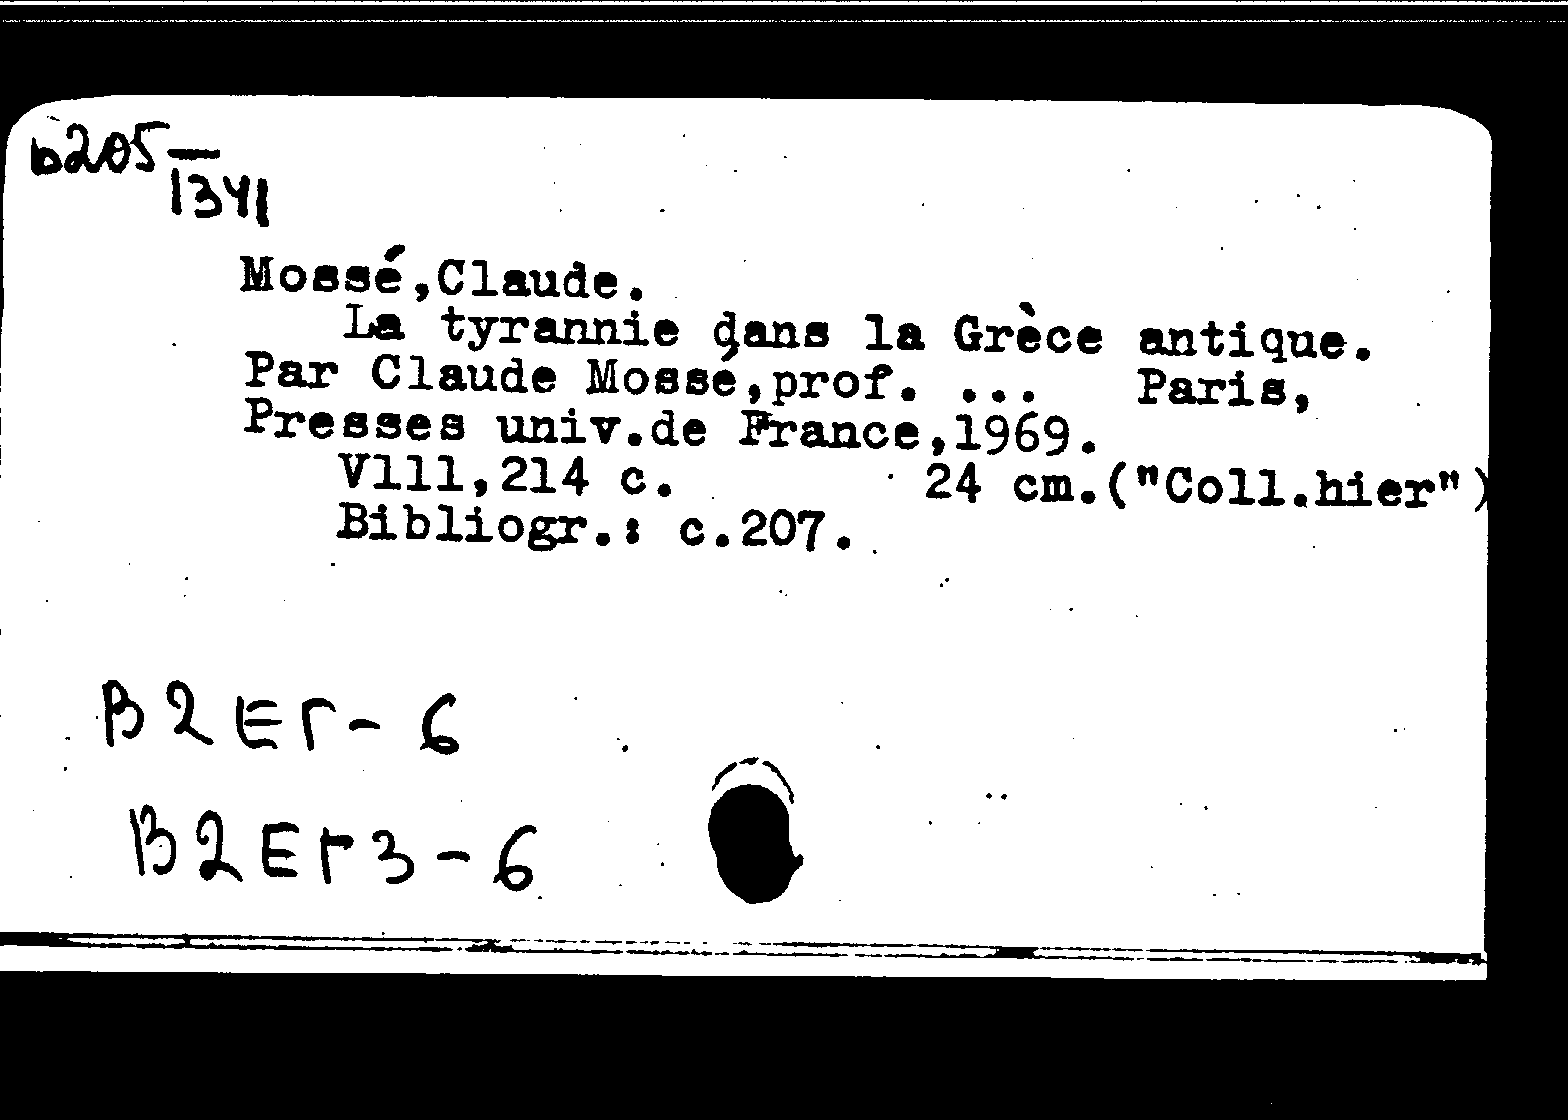 b205
1341
Mossé,Claude.
La tyrannie dans la Grèce antique.
Par Claude Mossé,prof. ... Paris,
Presses univ.de France,1969.
V111,214 c. 24 cm.("Coll.hier")
Bibliogr.: c.207.
B2ЕГ-6
B2ЕГ3-6